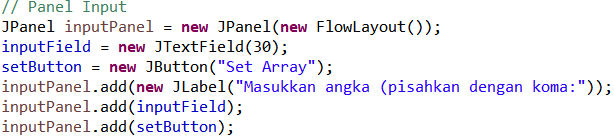 // Panel Input
JPanel inputPanel = new JPanel(new FlowLayout());
inputField = new JTextField(30);
setButton = new JButton("Set Array");
inputPanel.add(new JLabel("Masukkan angka (pisahkan dengan koma:"));
inputPanel.add(inputField);
inputPanel.add(setButton);